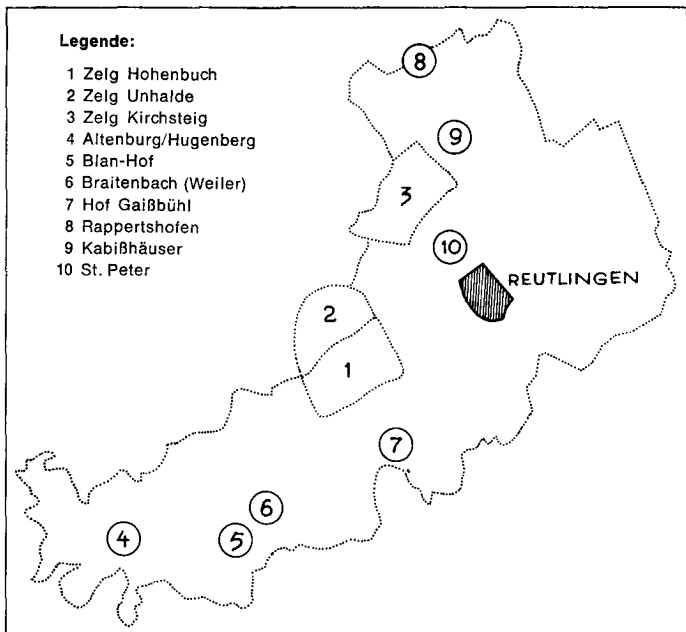 Legende:
1 Zelg Hohenbuch
2 Zelg Unhalde
3 Zelg Kirchsteig
4 Altenburg/Hugenberg
5 Blan-Hof
6 Braitenbach (Weiler)
7 Hof Gaißbühl
8 Rappertshofen
9 Kabißhäuser
10 St. Peter
8
9
3
10
REUTLINGEN
2
1
7
6
5
4